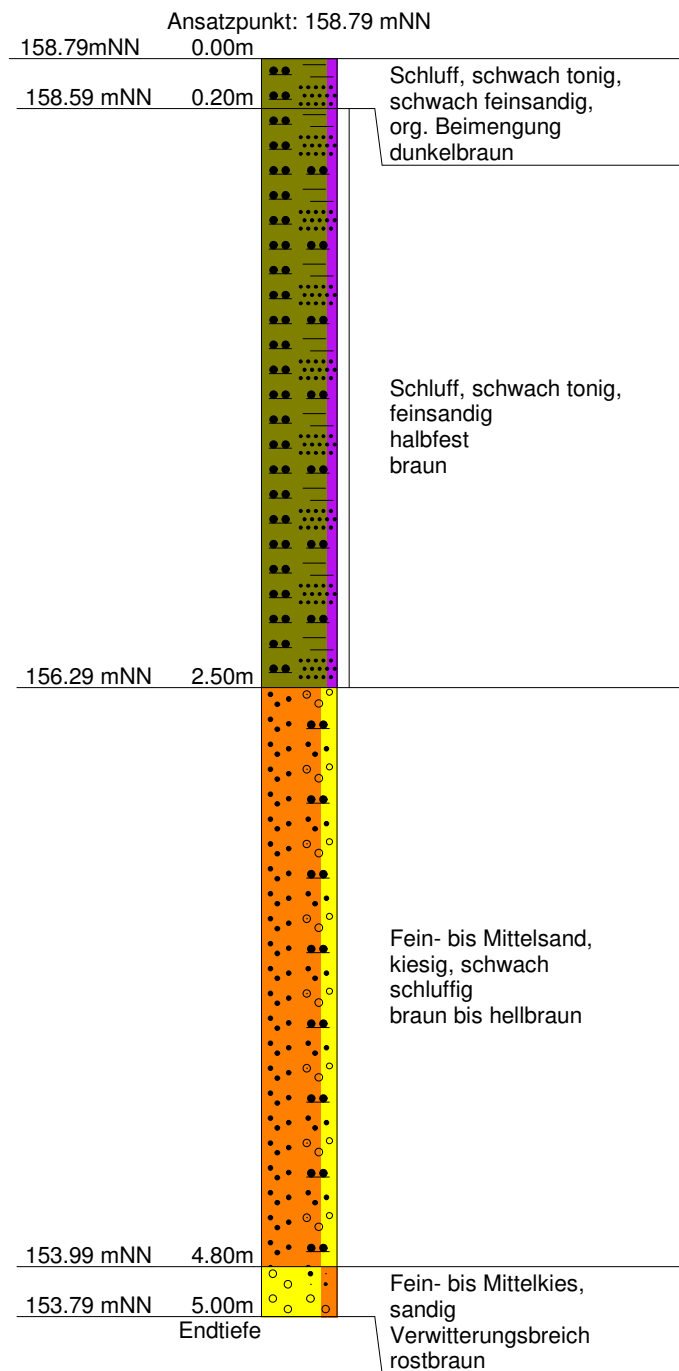 Ansatzpunkt: 158.79 mNN
158.79mNN 0.00m
Schluff, schwach tonig,
schwach feinsandig,
org. Beimengung
dunkelbraun
158.59 mNN 0.20m
Schluff, schwach tonig,
feinsandig
halbfest
braun
156.29 mNN 2.50m
Fein- bis Mittelsand,
kiesig, schwach
schluffig
braun bis hellbraun
153.99 mNN 4.80m
Fein- bis Mittelkies,
sandig
Verwitterungsbreich
rostbraun
153.79 mNN 5.00m
Endtiefe